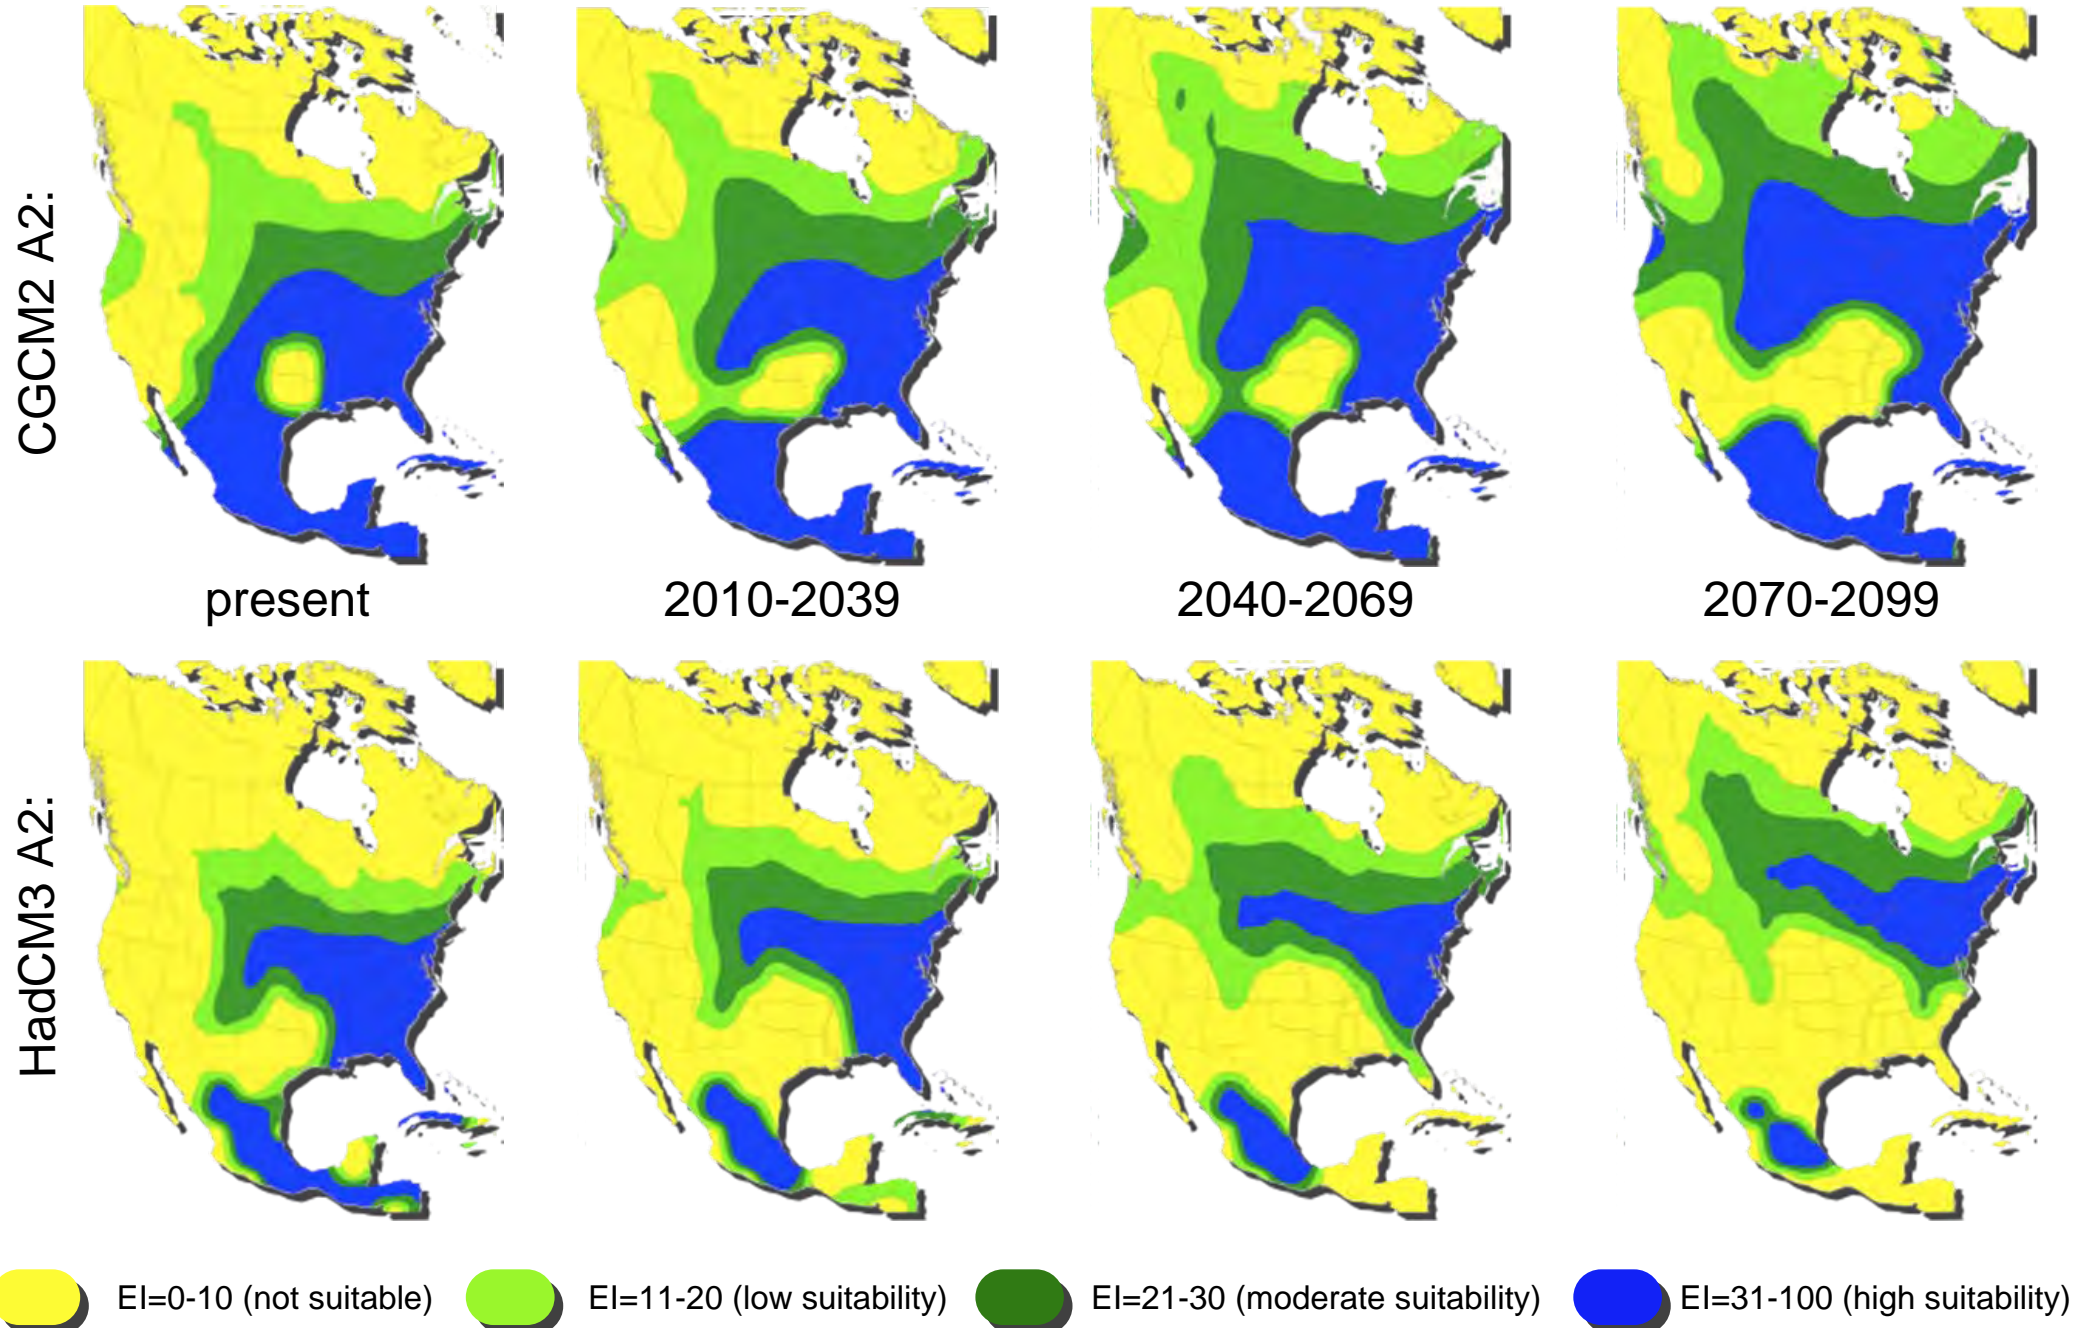 CGCM2 A2:
present
2010-2039
2040-2069
2070-2099
HadCM3 A2:
EI=0-10 (not suitable)
EI=11-20 (low suitability)
EI=21-30 (moderate suitability)
EI=31-100 (high suitability)